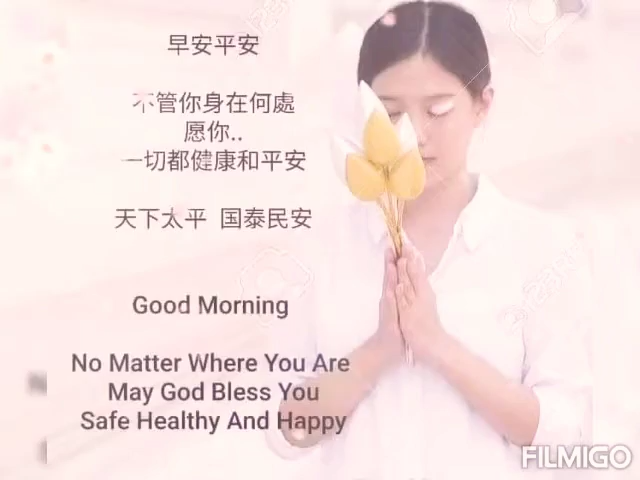 早安平安
不管你身在何處
愿你..
一切都健康和平安
天下太平 国泰民安
Good Morning
No Matter Where You Are
May God Bless You
Safe Healthy And Happy
FILMIGO